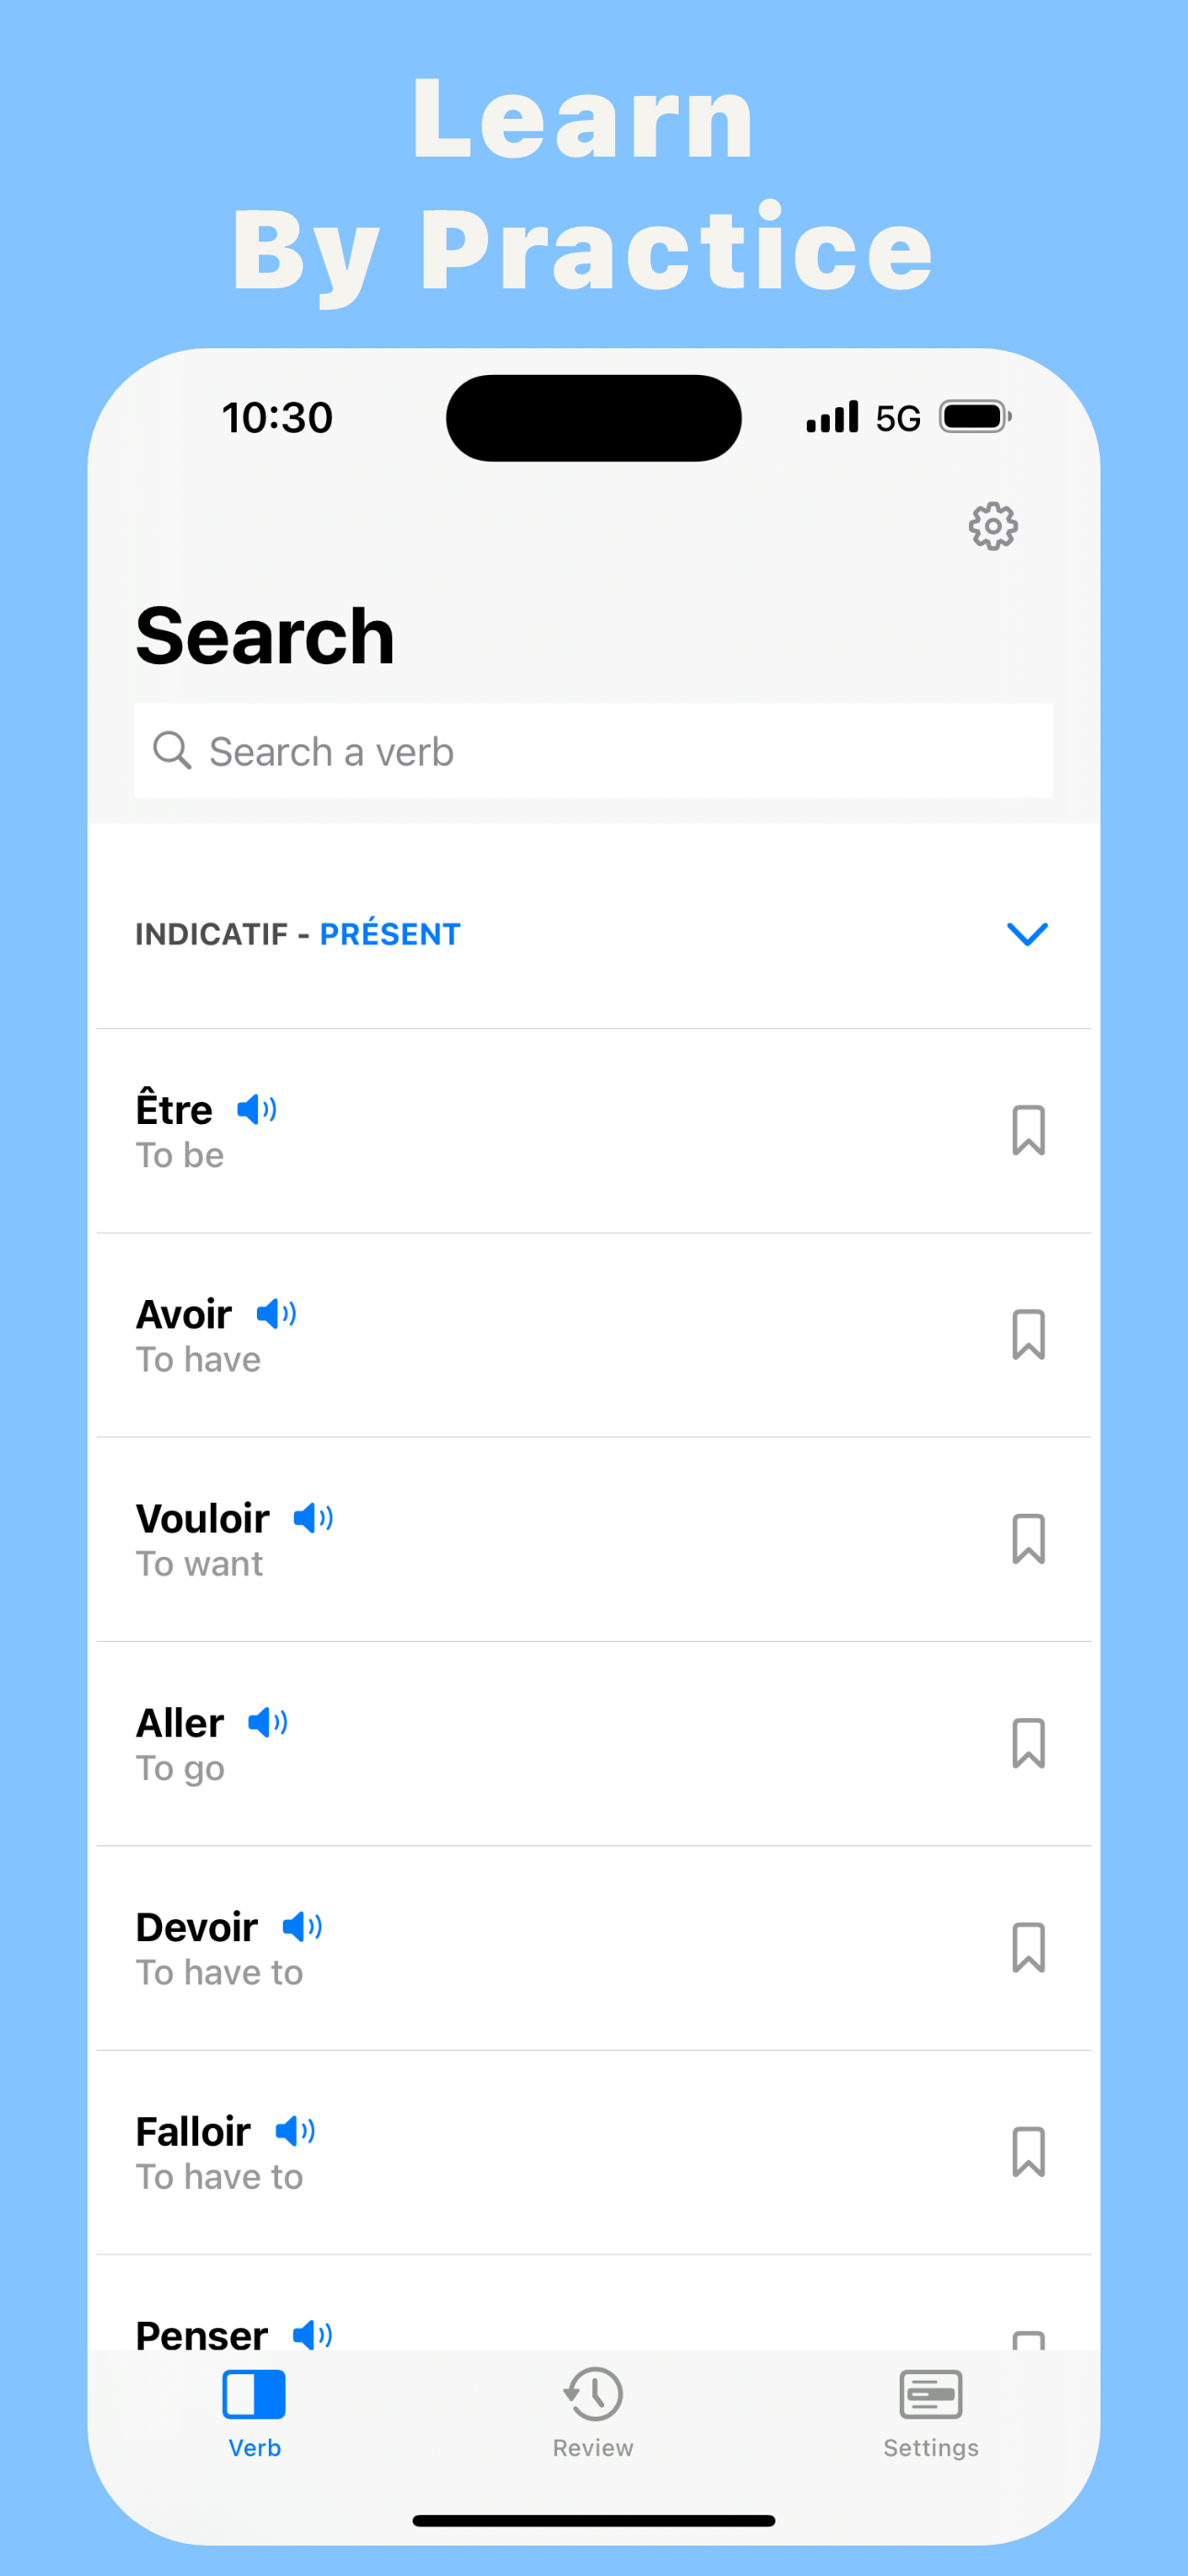 Learn
By Practice
10:30
5G
Search
Search a verb
INDICATIF - PRÉSENT
Être
To be
Avoir
To have
Vouloir
To want
Aller
To go
Devoir
To have to
Falloir
To have to
Penser
Verb
Review
Settings